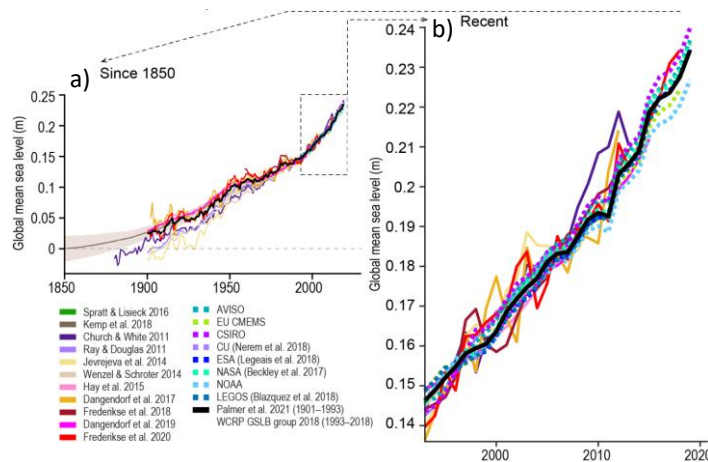 b) Recent
a) Since 1850
Global mean sea level (m)
0.25
0.20
0.15
0.10
0.05
0
1850
1900
1950
2000
Global mean sea level (m)
0.24
0.23
0.22
0.21
0.2
0.19
0.18
0.17
0.16
0.15
0.14
2000
2010
2020
Spratt & Lisieck 2016
Kemp et al. 2018
Church & White 2011
Ray & Douglas 2011
Jevrejeva et al. 2014
Wenzel & Schroter 2014
Hay et al. 2015
Dangendorf et al. 2017
Frederikse et al. 2018
Dangendorf et al. 2019
Frederikse et al. 2020
AVISO
EU CMEMS
CSIRO
CU (Nerem et al. 2018)
ESA (Legeais et al. 2018)
NASA (Beckley et al. 2017)
NOAA
LEGOS (Blazquez et al. 2018)
Palmer et al. 2021 (1901–1993)
WCRP GSLB group 2018 (1993-2018)